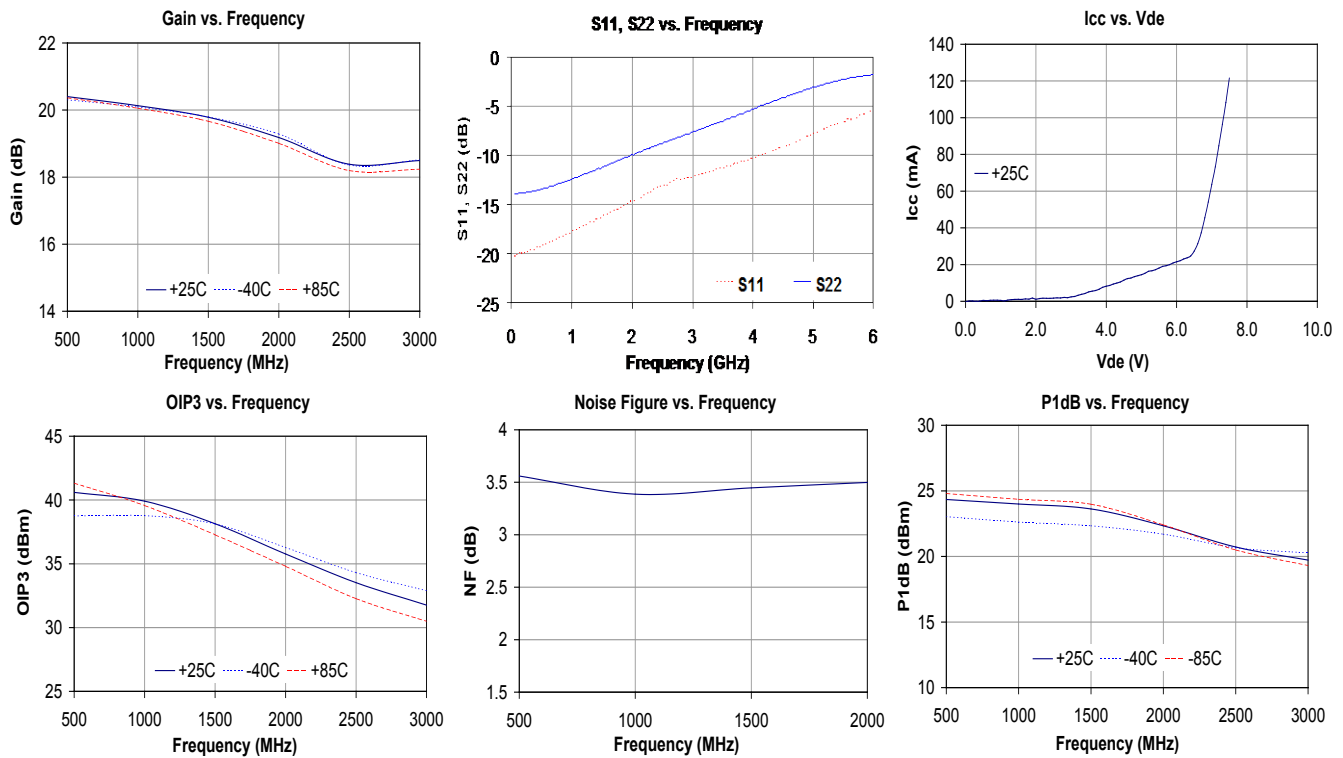 Gain vs. Frequency
22
20
18
16
14
Gain (dB)
+25C -40C +85C
500 1000 1500 2000 2500 3000
Frequency (MHz)
S11, S22 vs. Frequency
0
-5
-10
-15
-20
-25
S11, S22 (dB)
S11 S22
0 1 2 3 4 5 6
Frequency (GHz)
Icc vs. Vde
140
120
100
80
60
40
20
0
Icc (mA)
+25C
0.0 2.0 4.0 6.0 8.0 10.0
Vde (V)
OIP3 vs. Frequency
45
40
35
30
25
OIP3 (dBm)
+25C -40C +85C
500 1000 1500 2000 2500 3000
Frequency (MHz)
Noise Figure vs. Frequency
4
3.5
3
2.5
2
1.5
NF (dB)
500 1000 1500 2000
Frequency (MHz)
P1dB vs. Frequency
30
25
20
15
10
P1dB (dBm)
+25C -40C -85C
500 1000 1500 2000 2500 3000
Frequency (MHz)